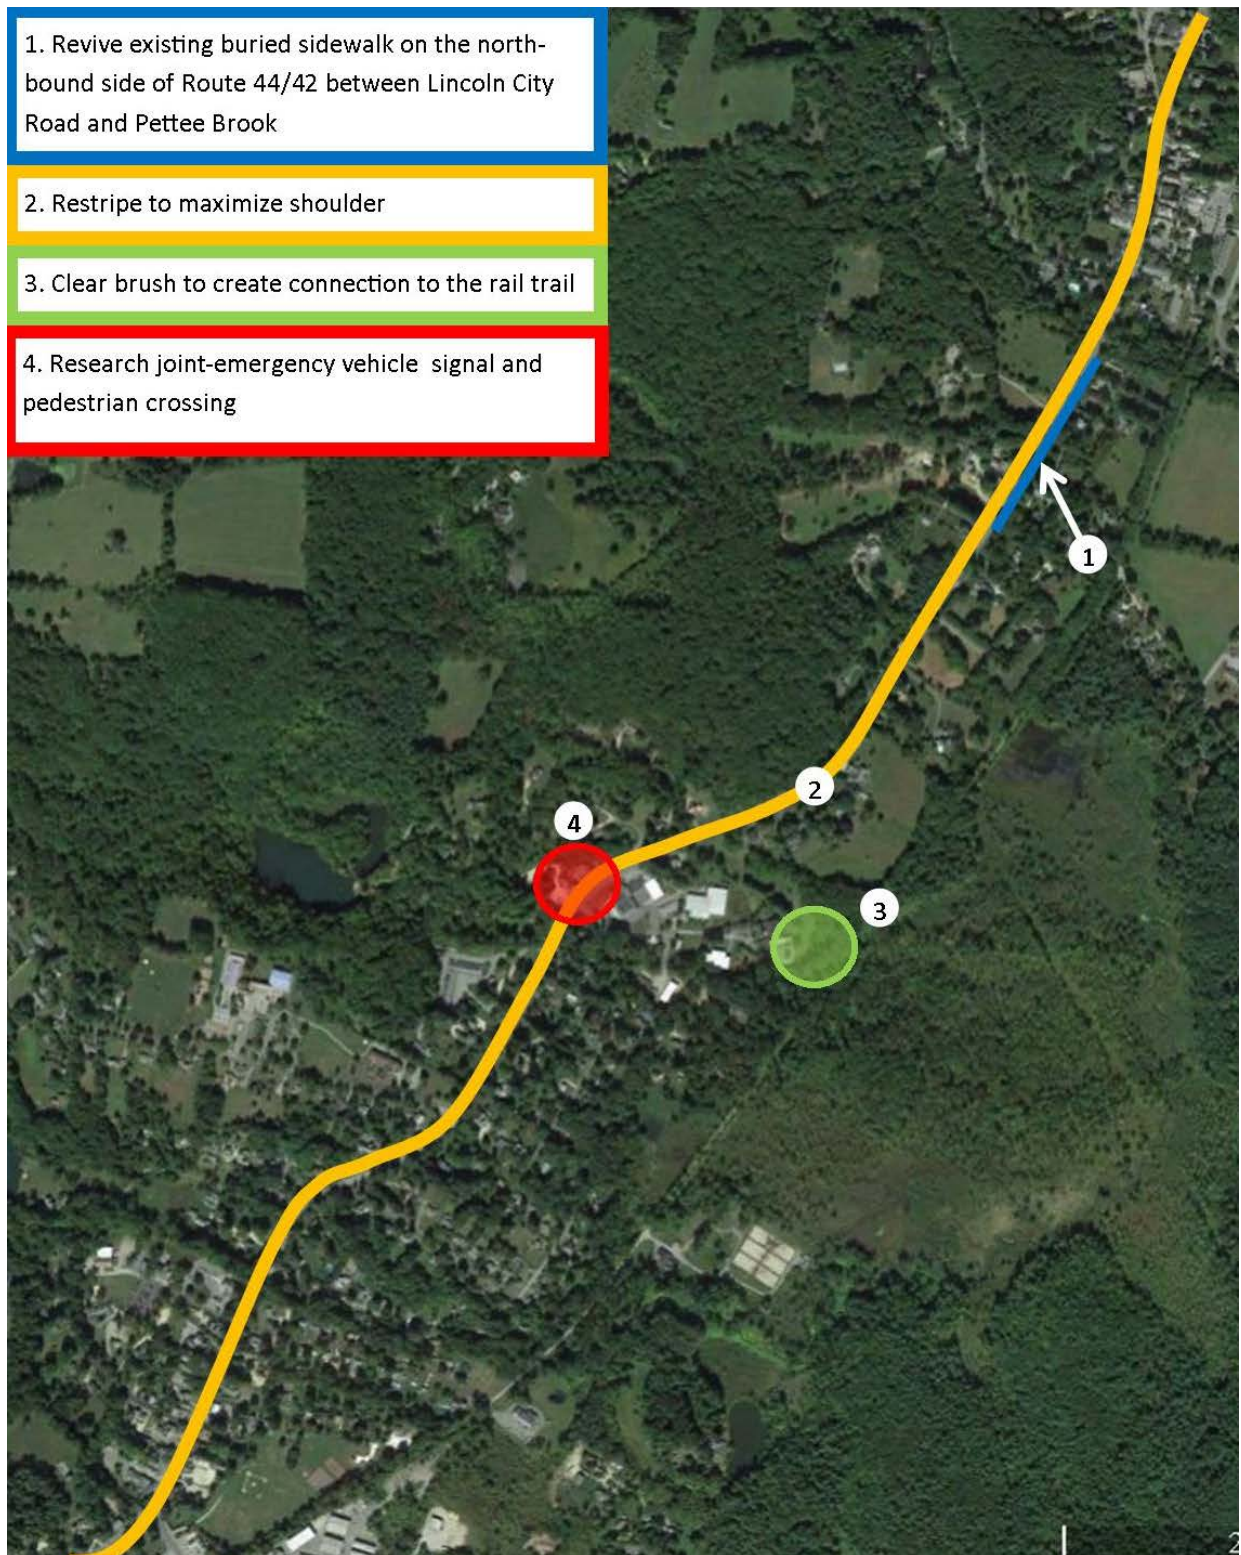 1. Revive existing buried sidewalk on the north-
bound side of Route 44/42 between Lincoln City
Road and Pettee Brook
2. Restripe to maximize shoulder
3. Clear brush to create connection to the rail trail
4. Research joint-emergency vehicle  signal and
pedestrian crossing
1
2
4
3
2